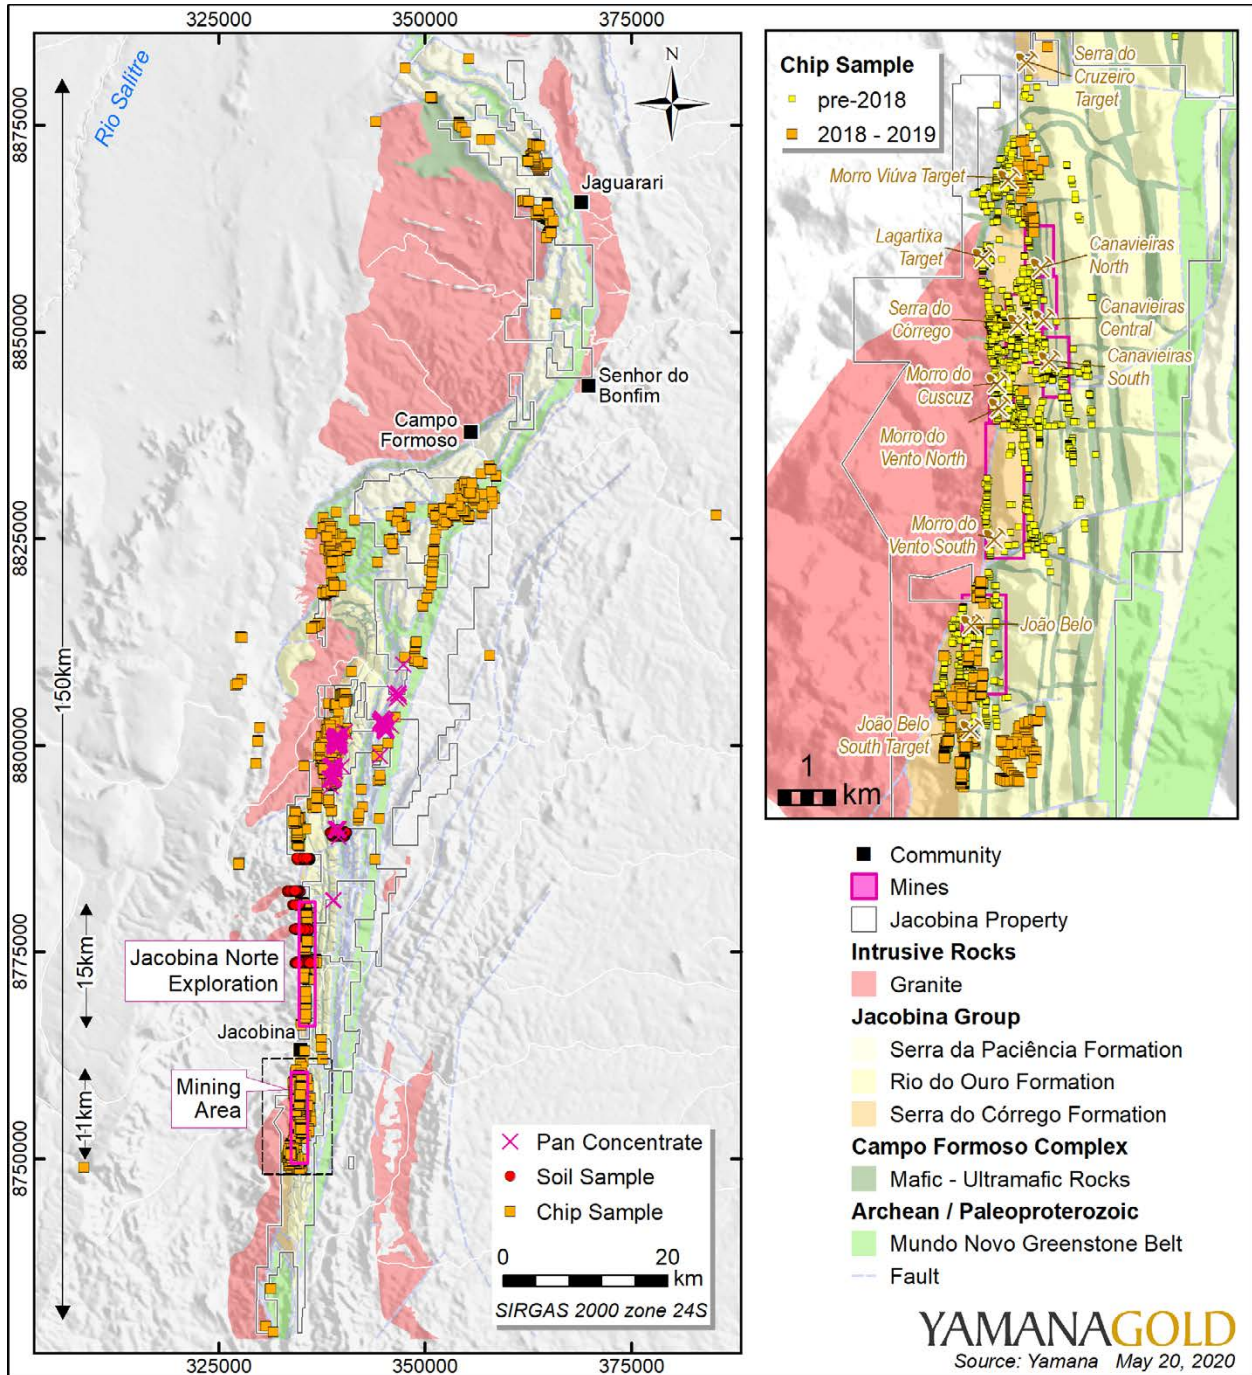 325000
350000
375000
8875000
8850000
8825000
8800000
8775000
8750000
Rio Salitre
N
150km
15km
11km
Jaguarari
Senhor do
Bonfim
Campo
Formoso
Jacobina Norte
Exploration
Jacobina
Mining
Area
Pan Concentrate
Soil Sample
Chip Sample
0
20
km
SIRGAS 2000 zone 24S
325000
350000
375000
Chip Sample
pre-2018
2018 - 2019
Serra do
Cruzeiro
Target
Morro Viúva Target
Lagartixa
Target
Canavieiras
North
Serra do
Córrego
Canavieiras
Central
Canavieiras
South
Morro do
Cuscuz
Morro do
Vento North
Morro do
Vento South
João Belo
João Belo
South Target
1
km
Community
Mines
Jacobina Property
Intrusive Rocks
Granite
Jacobina Group
Serra da Paciência Formation
Rio do Ouro Formation
Serra do Córrego Formation
Campo Formoso Complex
Mafic - Ultramafic Rocks
Archean / Paleoproterozoic
Mundo Novo Greenstone Belt
Fault
YAMANAGOLD
Source: Yamana May 20, 2020